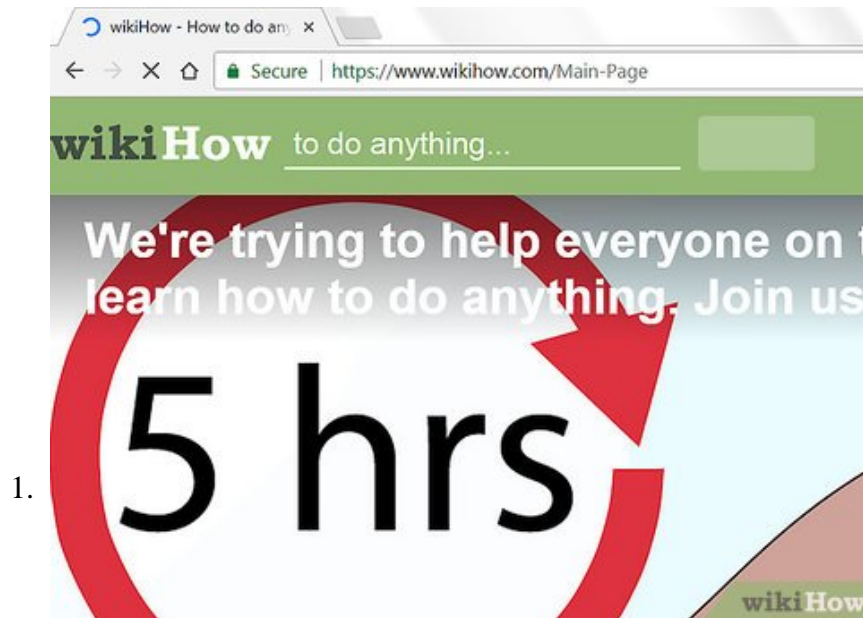 wikiHow - How to do any
Secure | https://www.wikihow.com/Main-Page
wikiHow to do anything...
We're trying to help everyone on t
learn how to do anything. Join us
5 hrs
1.
wikiHow